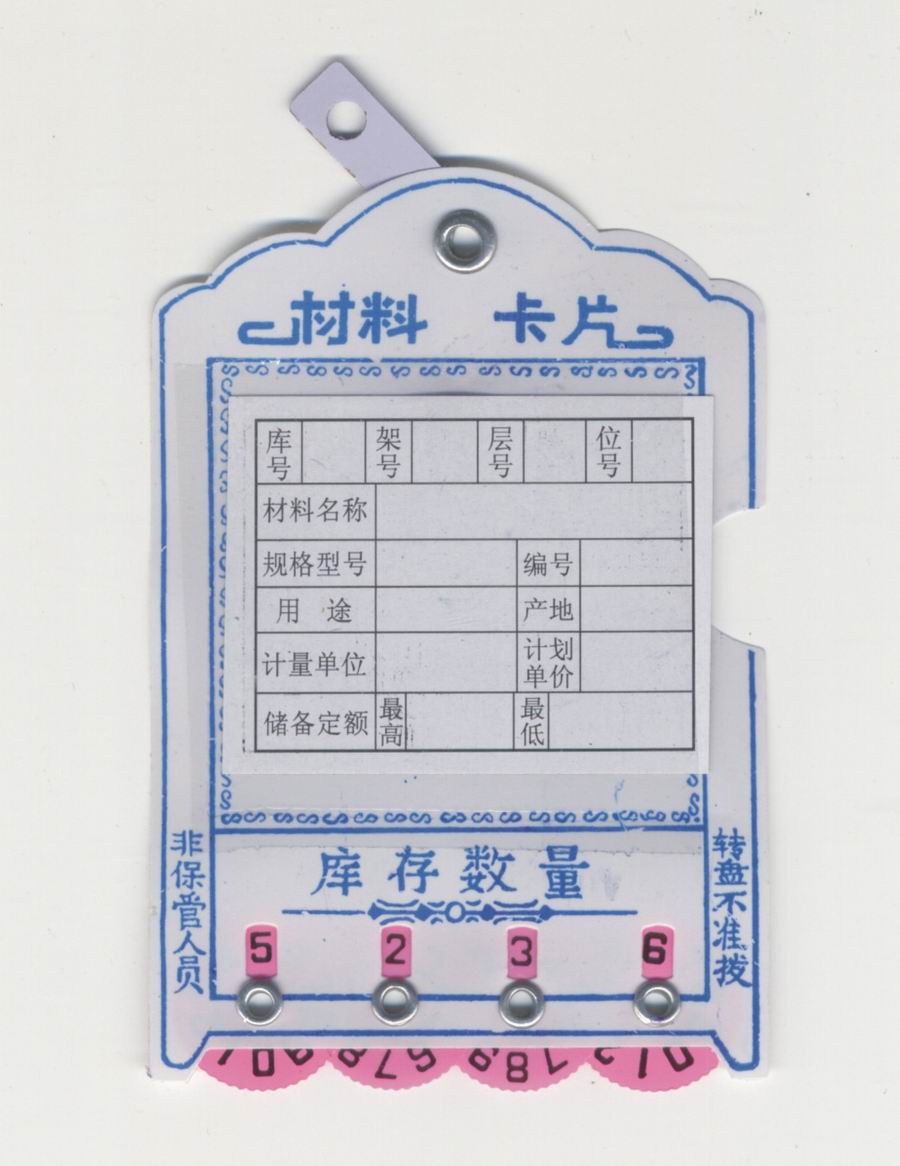 材料 卡片
库号 架号 层号 位号
材料名称
规格型号 编号
用 途 产地
计量单位 计划单价
储备定额 最高 最低
库存数量
非保管人员
转盘不准拨
5 2 3 6